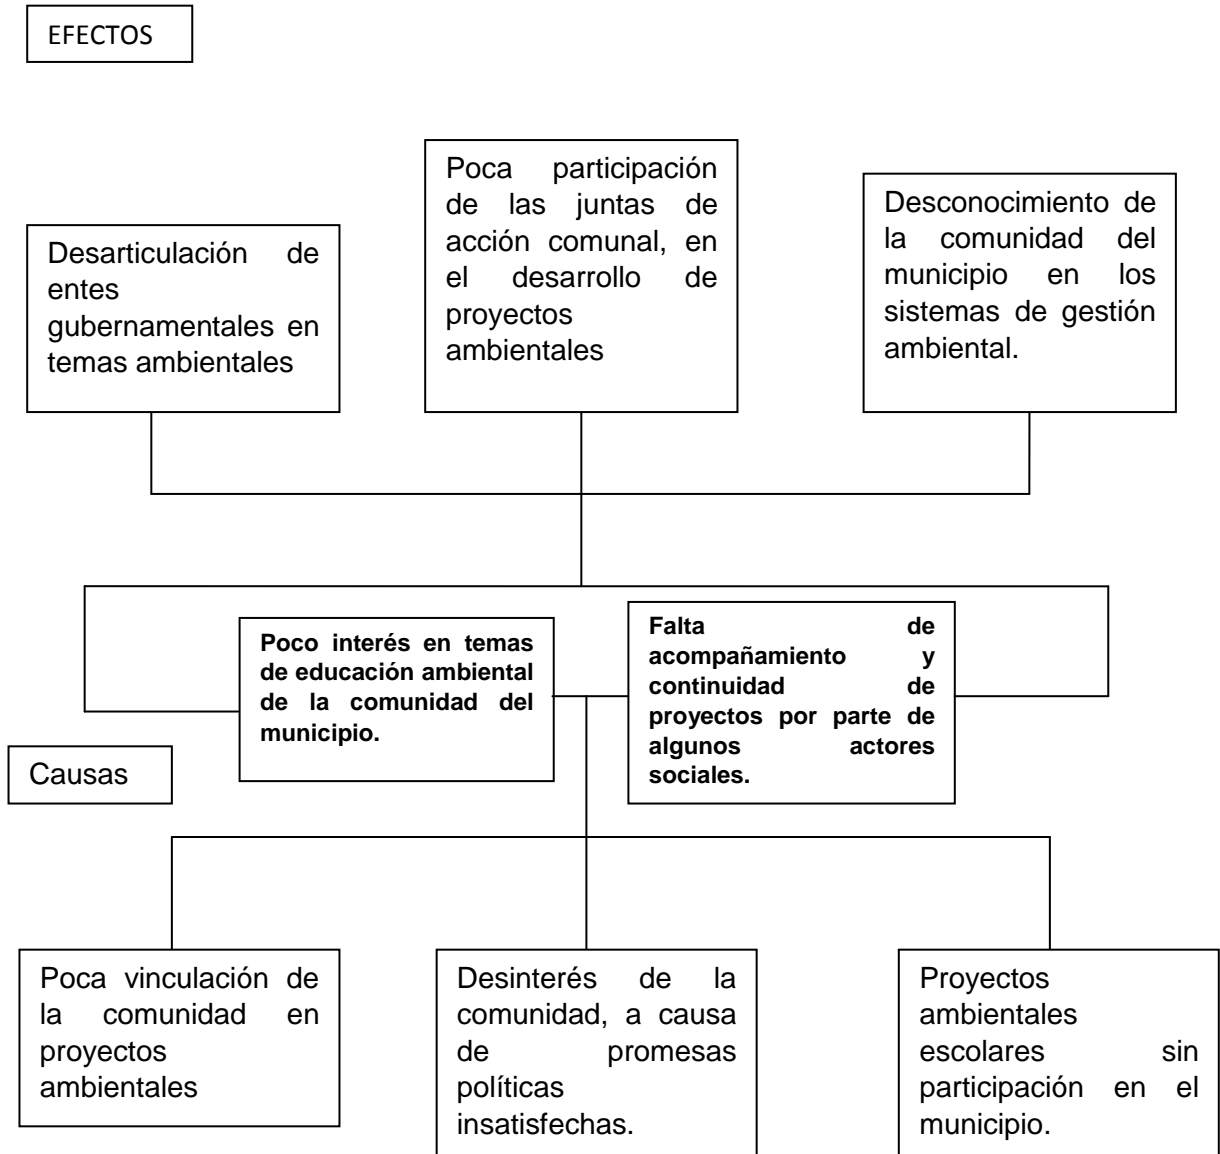 EFECTOS
Desarticulación de
entes
gubernamentales en
temas ambientales
Poca participación
de las juntas de
acción comunal, en
el desarrollo de
proyectos
ambientales
Desconocimiento de
la comunidad del
municipio en los
sistemas de gestión
ambiental.
Poco interés en temas
de educación ambiental
de la comunidad del
municipio.
Falta de
acompañamiento y
continuidad de
proyectos por parte de
algunos actores
sociales.
Causas
Poca vinculación de
la comunidad en
proyectos
ambientales
Desinterés de la
comunidad, a causa
de promesas
políticas
insatisfechas.
Proyectos
ambientales
escolares sin
participación en el
municipio.